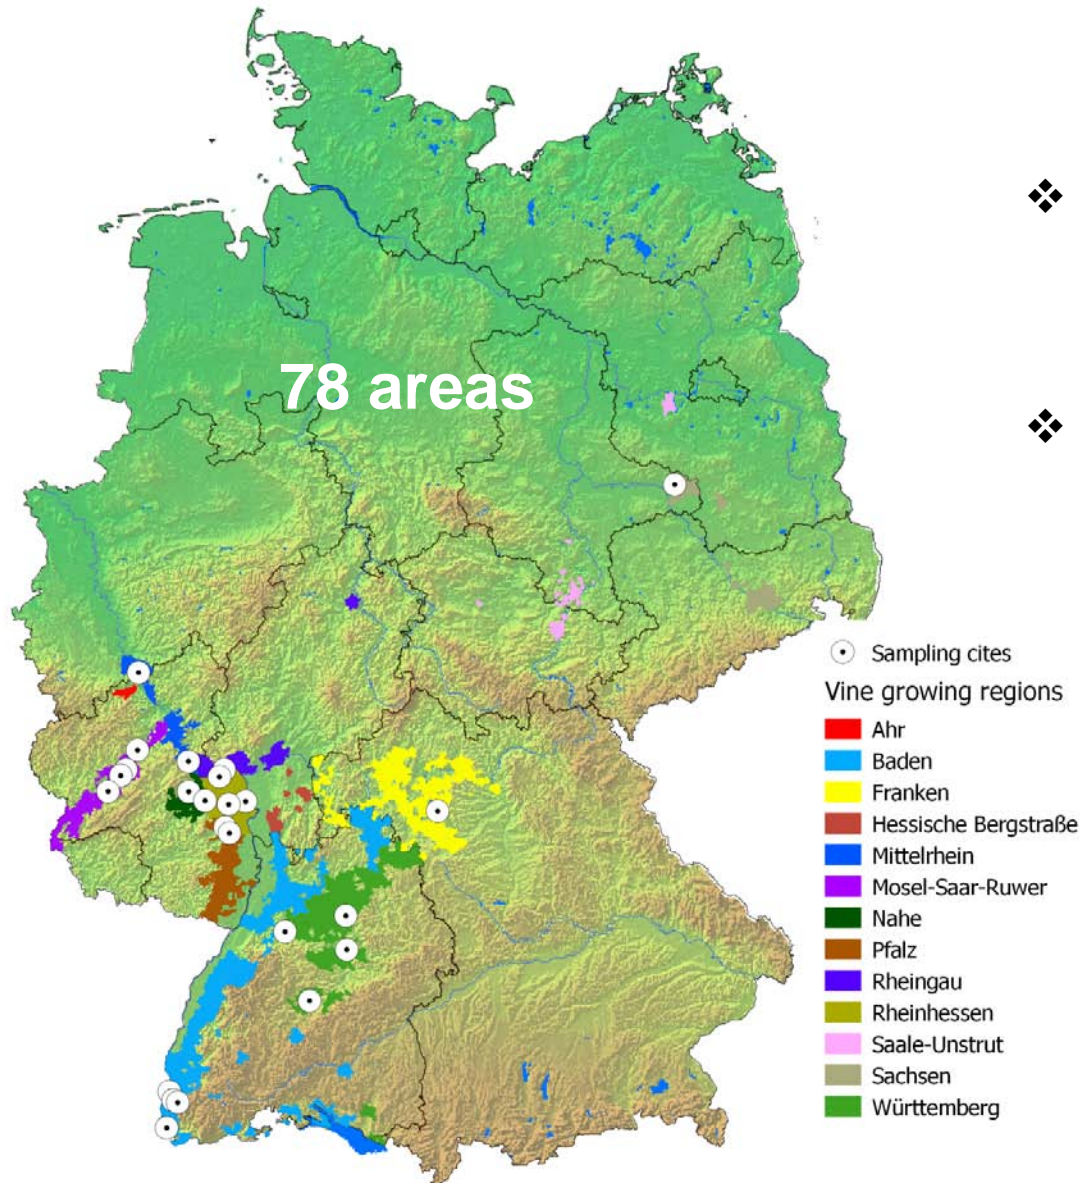 78 areas
Sampling cites
Vine growing regions
Ahr
Baden
Franken
Hessische Bergstraße
Mittelrhein
Mosel-Saar-Ruwer
Nahe
Pfalz
Rheingau
Rheinhessen
Saale-Unstrut
Sachsen
Württemberg